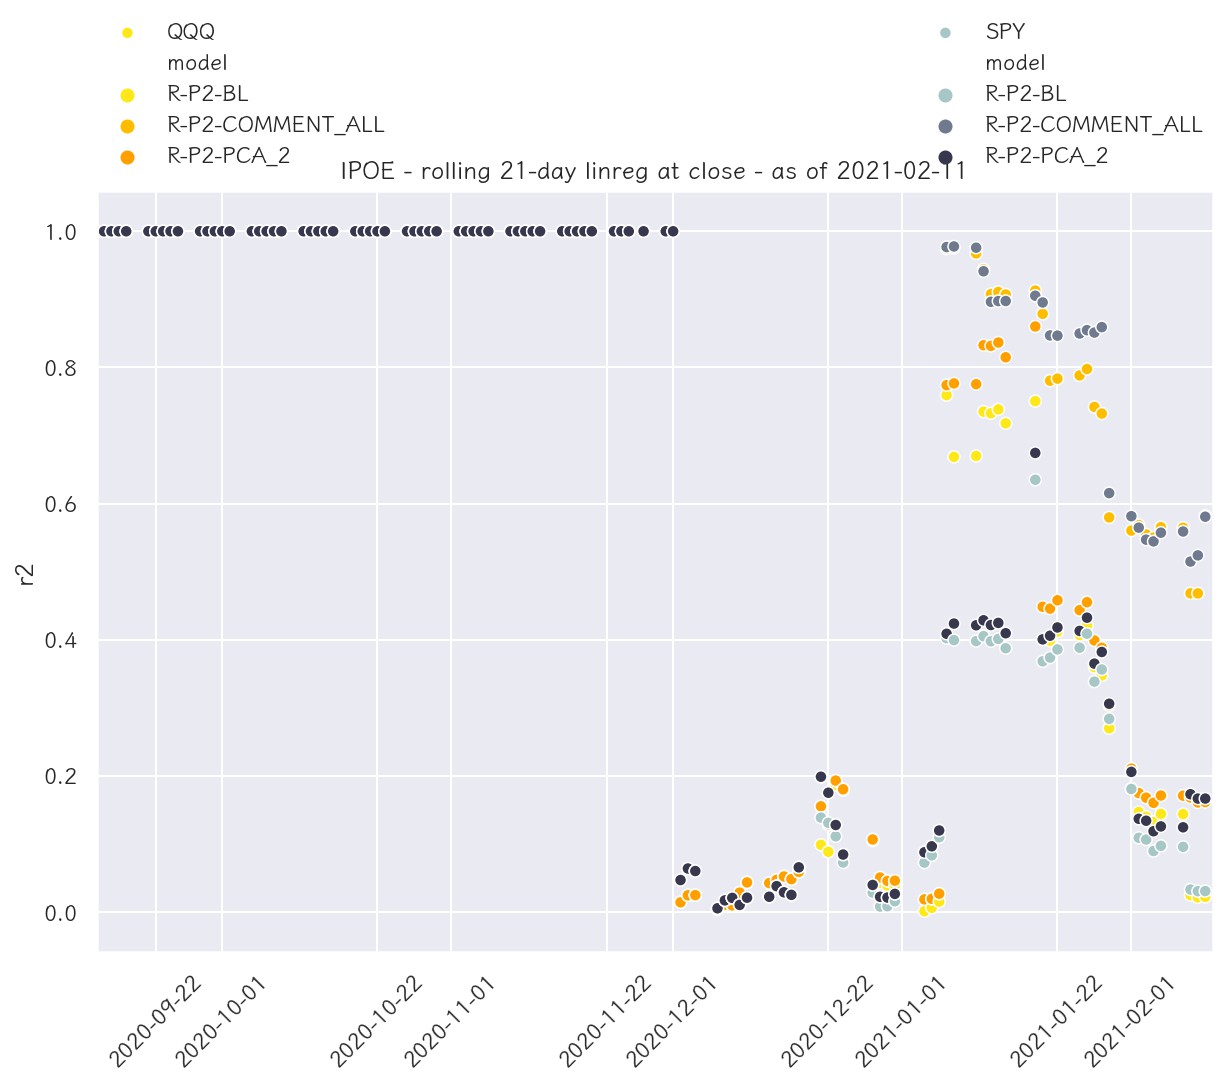 QQQ
model
R-P2-BL
R-P2-COMMENT_ALL
R-P2-PCA_2
SPY
model
R-P2-BL
R-P2-COMMENT_ALL
R-P2-PCA_2
IPOE - rolling 21-day linreg at close - as of 2021-02-11
1.0
0.8
0.6
0.4
0.2
0.0
r2
2020-09-22
2020-10-01
2020-10-22
2020-11-01
2020-11-22
2020-12-01
2020-12-22
2021-01-01
2021-01-22
2021-02-01